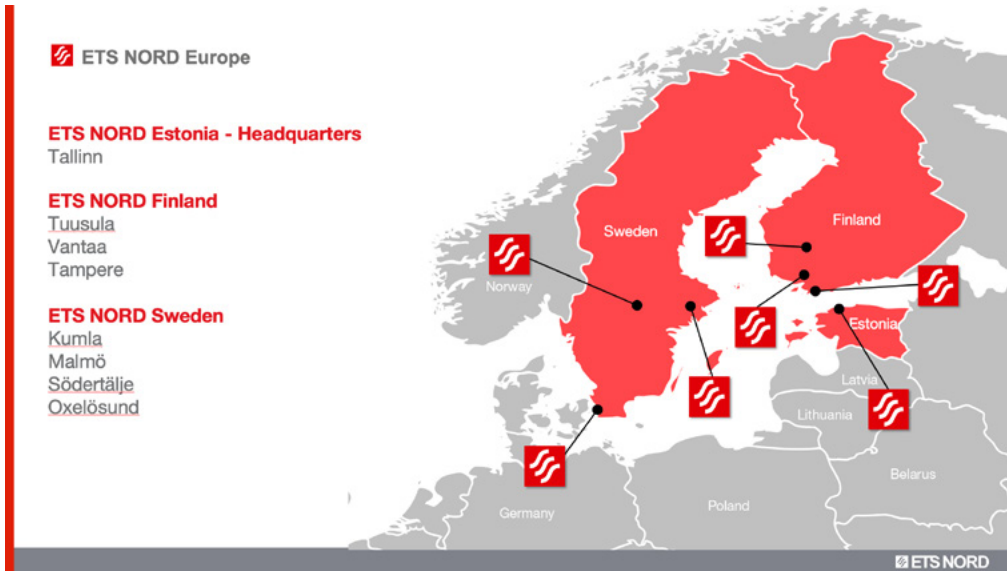 ETS NORD Europe
ETS NORD Estonia - Headquarters
Tallinn
ETS NORD Finland
Tuusula
Vantaa
Tampere
ETS NORD Sweden
Kumla
Malmö
Södertälje
Oxelösund
Finland
Sweden
Norway
Estonia
Latvia
Lithuania
Belarus
Poland
Germany
ETS NORD